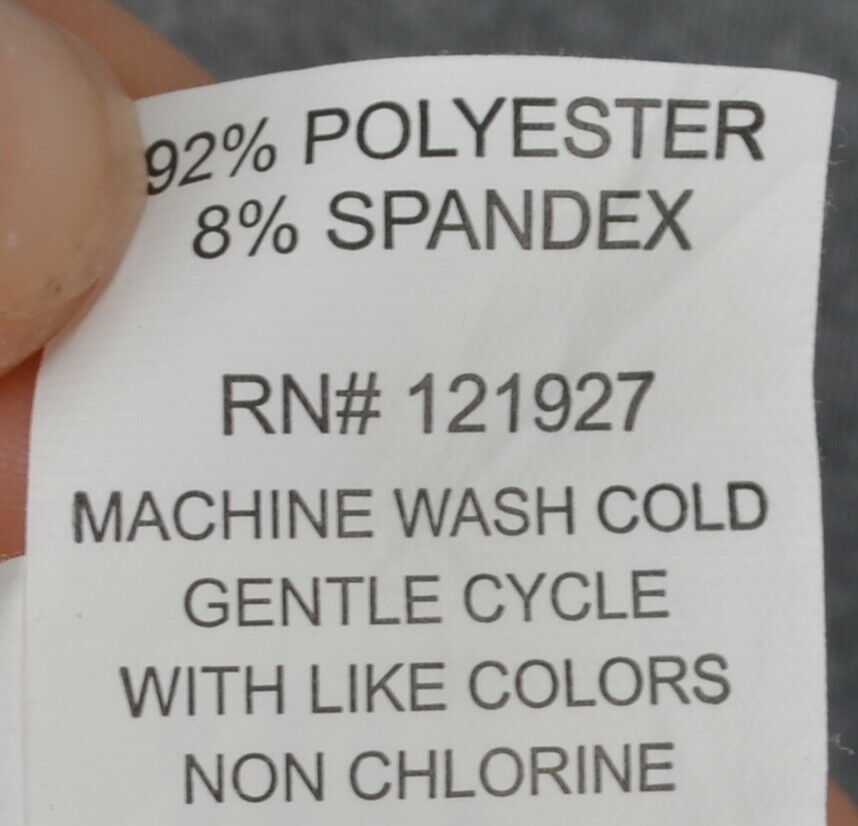 92% POLYESTER
8% SPANDEX
RN# 121927
MACHINE WASH COLD
GENTLE CYCLE
WITH LIKE COLORS
NON CHLORINE